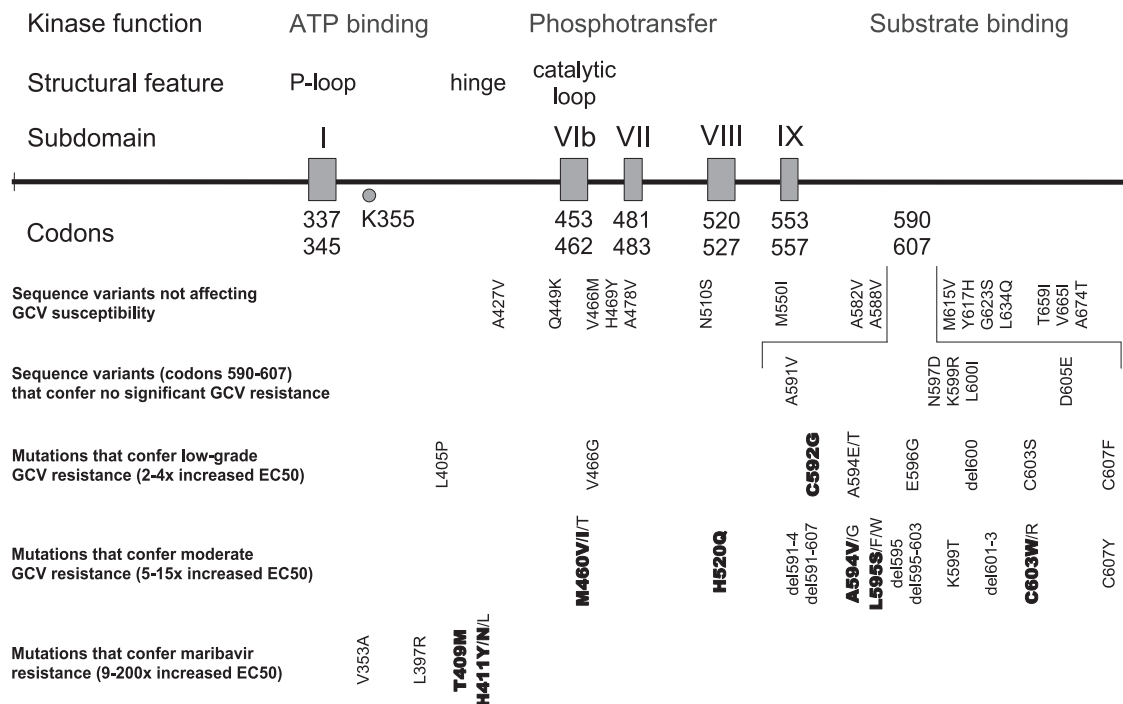 Kinase function ATP binding Phosphotransfer Substrate binding
Structural feature P-loop hinge catalytic
loop
Subdomain I VIb VII VIII IX
Codons 337 K355 453 481 520 553 590
345 462 483 527 557 607
Sequence variants not affecting
GCV susceptibility
A427V Q449K V466M H469Y A478V N510S M550I A582V A588V M615V Y617H G623S L634Q T659I V665I A674T
Sequence variants (codons 590-607)
that confer no significant GCV resistance
A591V N597D K599R L600I D605E
Mutations that confer low-grade
GCV resistance (2-4x increased EC50)
L405P V466G C592G A594E/T E596G del600 C603S C607F
Mutations that confer moderate
GCV resistance (5-15x increased EC50)
M460V/I/T H520Q del591-4 del591-607 A594V/G L595S/F/W del595 del595-603 K599T del601-3 C603W/R C607Y
Mutations that confer maribavir
resistance (9-200x increased EC50)
V353A L397R T409M H411Y/N/L